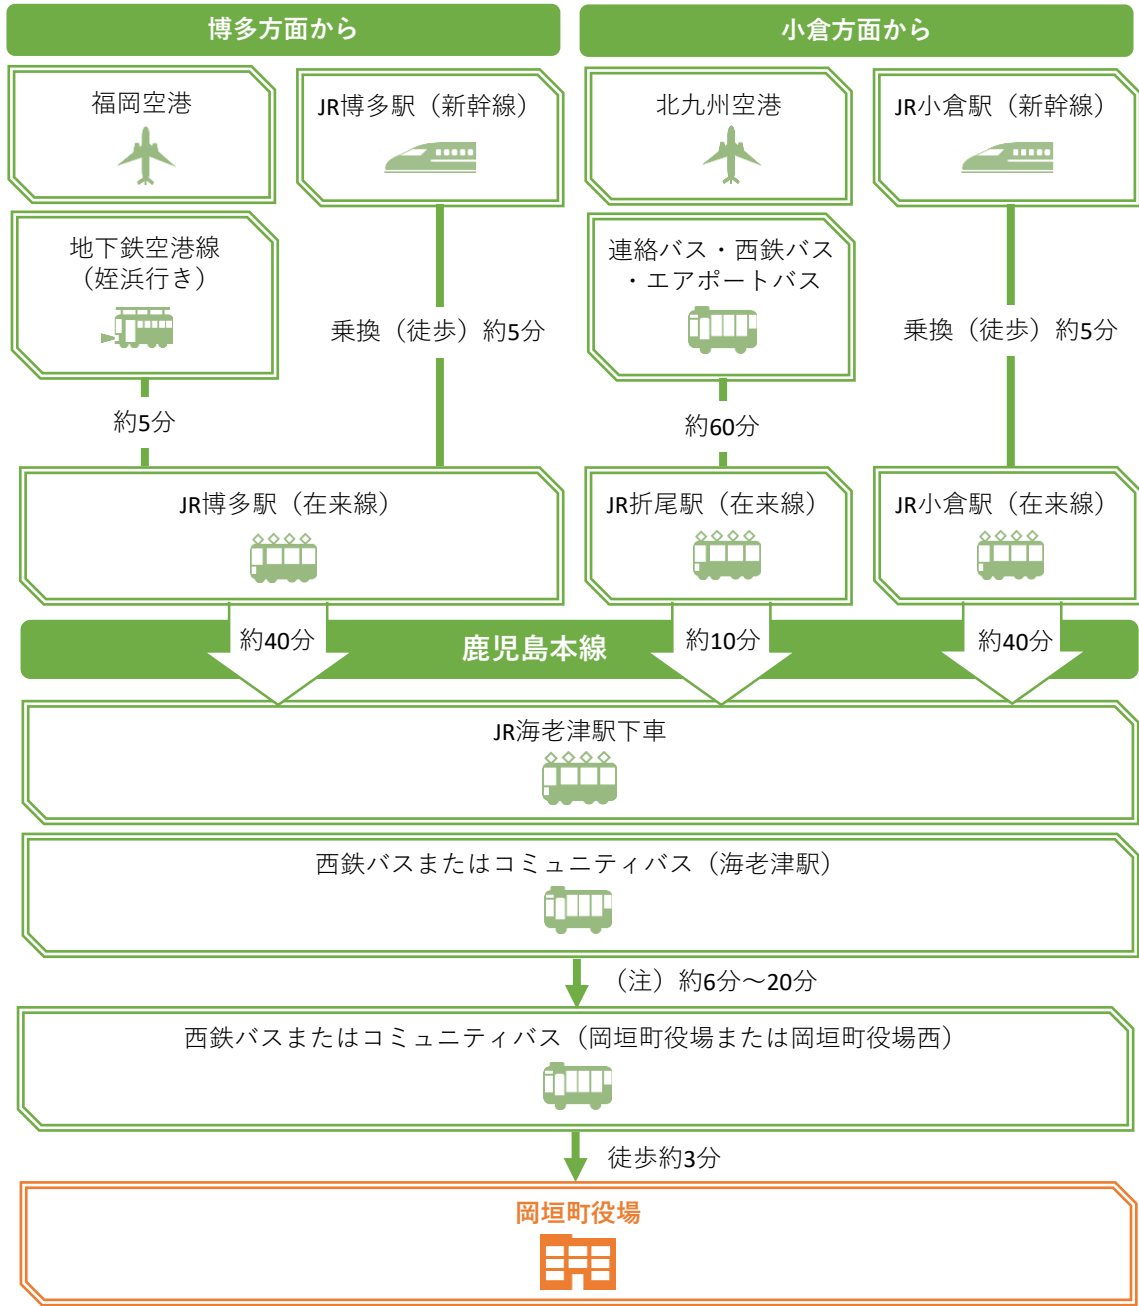 博多方面から
小倉方面から
福岡空港
JR博多駅（新幹線）
北九州空港
JR小倉駅（新幹線）
地下鉄空港線
（姪浜行き）
乗換（徒歩）約5分
連絡バス・西鉄バス
・エアポートバス
乗換（徒歩）約5分
約5分
約60分
JR博多駅（在来線）
JR折尾駅（在来線）
JR小倉駅（在来線）
約40分
鹿児島本線
約10分
約40分
JR海老津駅下車
西鉄バスまたはコミュニティバス（海老津駅）
（注）約6分～20分
西鉄バスまたはコミュニティバス（岡垣町役場または岡垣町役場西）
徒歩約3分
岡垣町役場